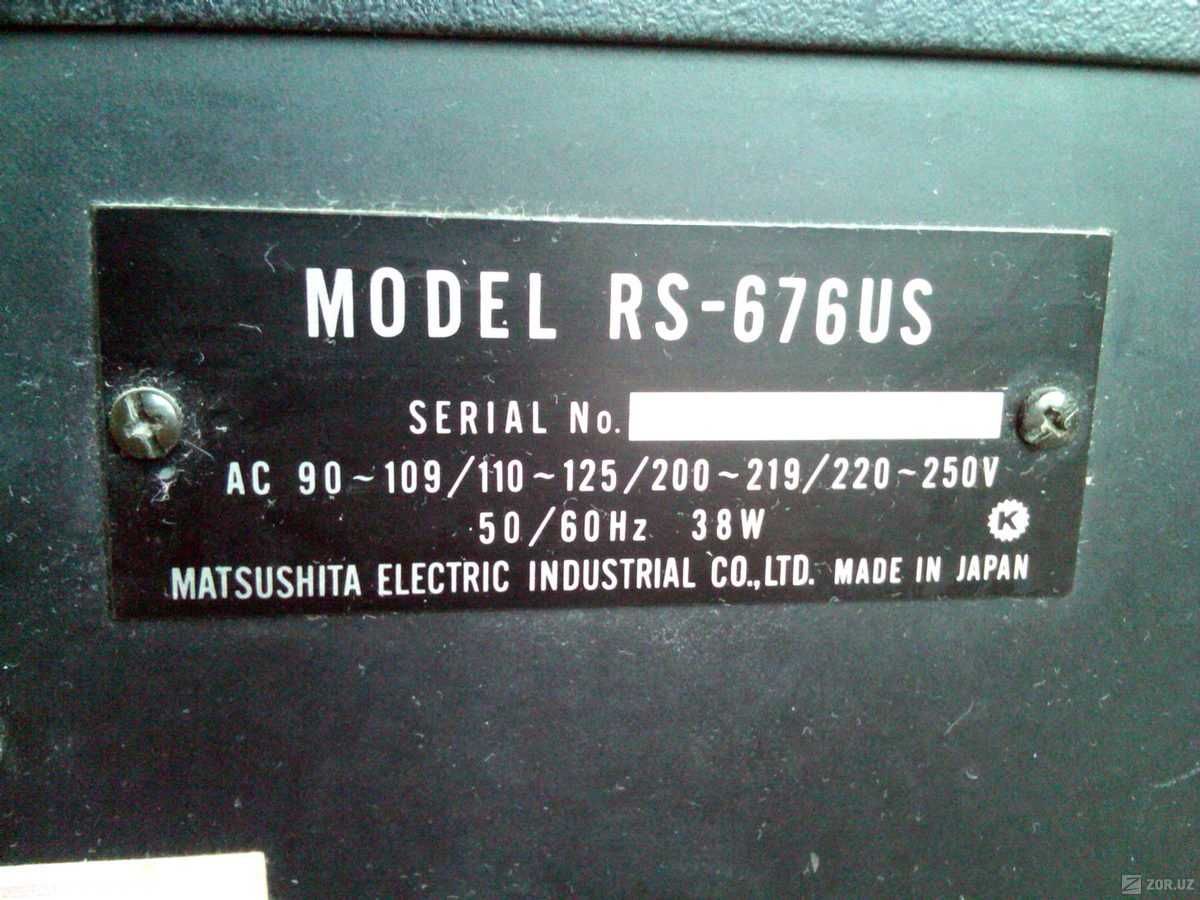 MODEL RS-676US
SERIAL No.
AC 90~109/110~125/200~219/220~250V
50/60Hz 38W
K
MATSUSHITA ELECTRIC INDUSTRIAL CO.,LTD. MADE IN JAPAN
ZOR.UZ